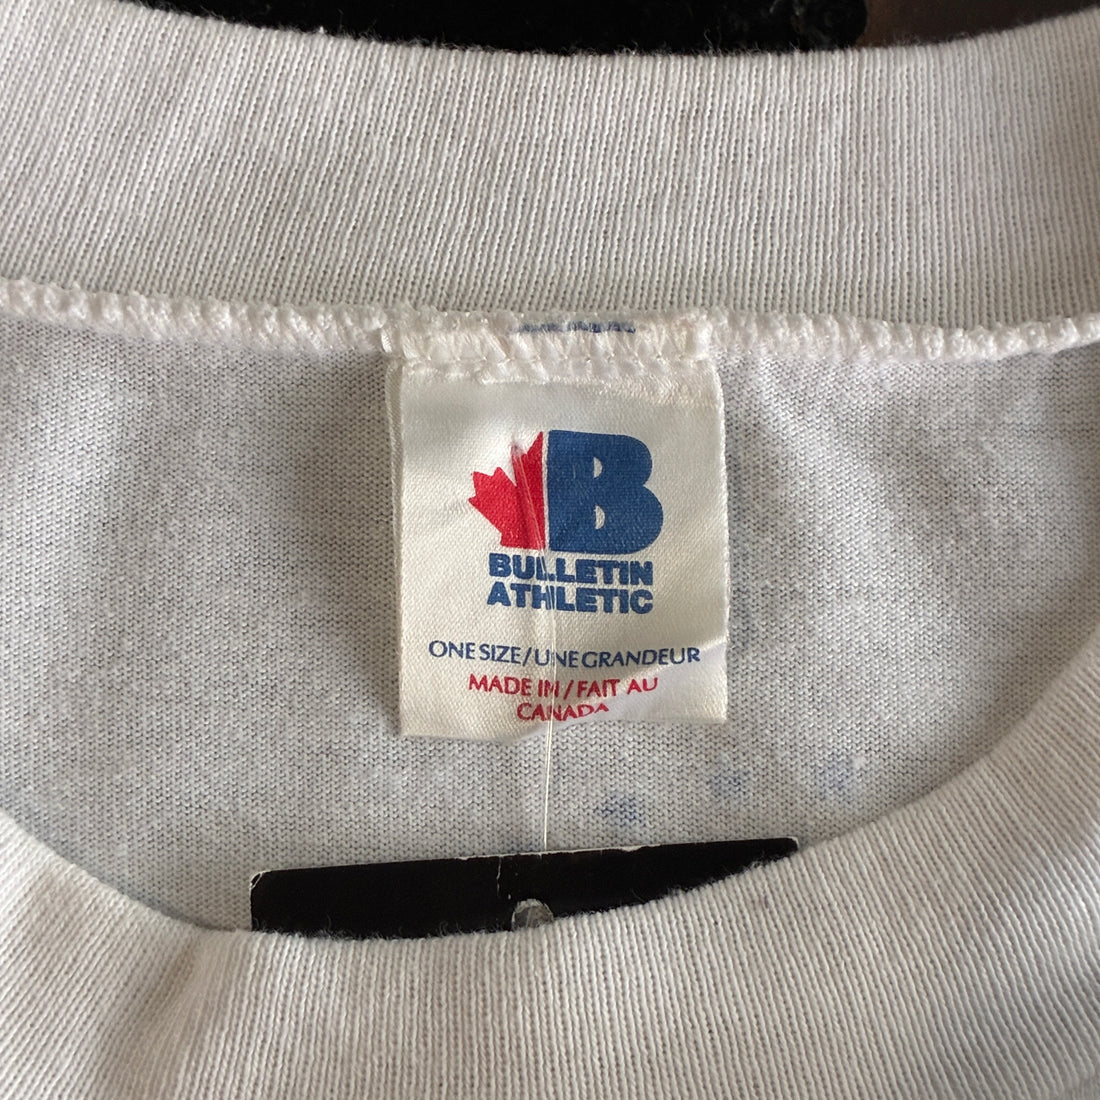 B
BULLETIN
ATHLETIC
ONE SIZE/UNE GRANDEUR
MADE IN/FAIT AU
CANADA